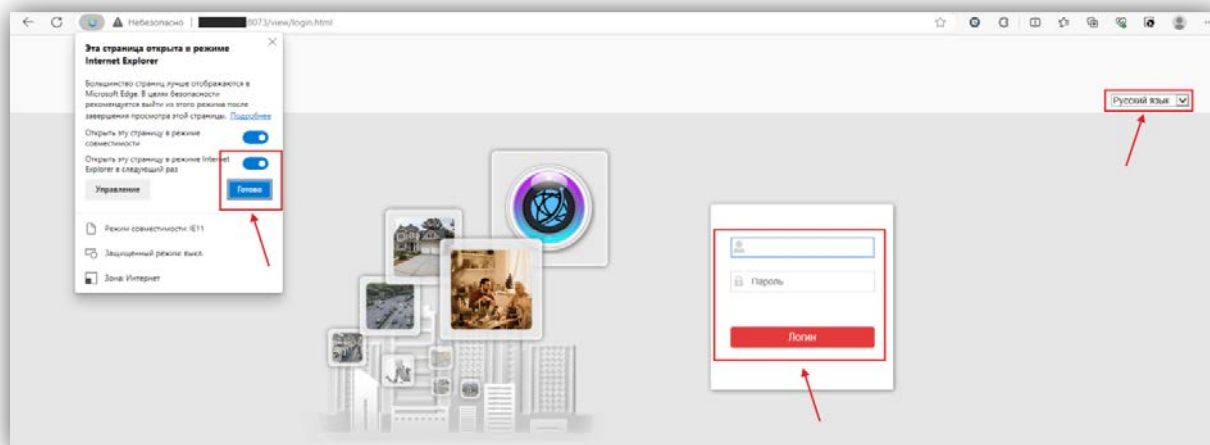 Небезопасно | 8073/view/login.html
Эта страница открыта в режиме
Internet Explorer
Большинство страниц лучше отображаются в
Microsoft Edge. В целях безопасности
рекомендуется выйти из этого режима после
завершения просмотра этой страницы. Подробнее
Открыть эту страницу в режиме
совместимости
Открыть эту страницу в режиме Internet
Explorer в следующий раз
Управление
Готово
Режим совместимости: IE11
Защищенный режим: выкл.
Зона: Интернет
Русский язык
Пароль
Логин